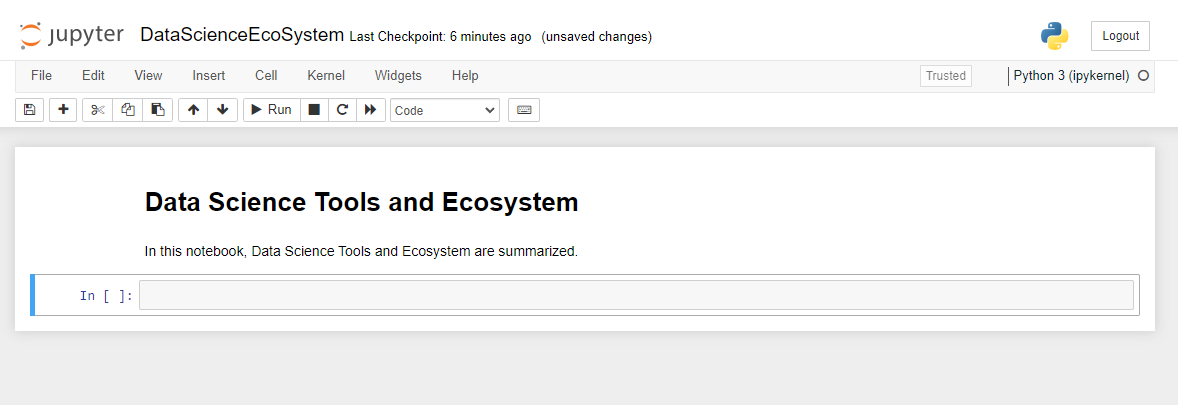 jupyter DataScienceEcoSystem Last Checkpoint: 6 minutes ago (unsaved changes) Logout
File Edit View Insert Cell Kernel Widgets Help Trusted Python 3 (ipykernel)
Run Code
Data Science Tools and Ecosystem
In this notebook, Data Science Tools and Ecosystem are summarized.
In [ ]: